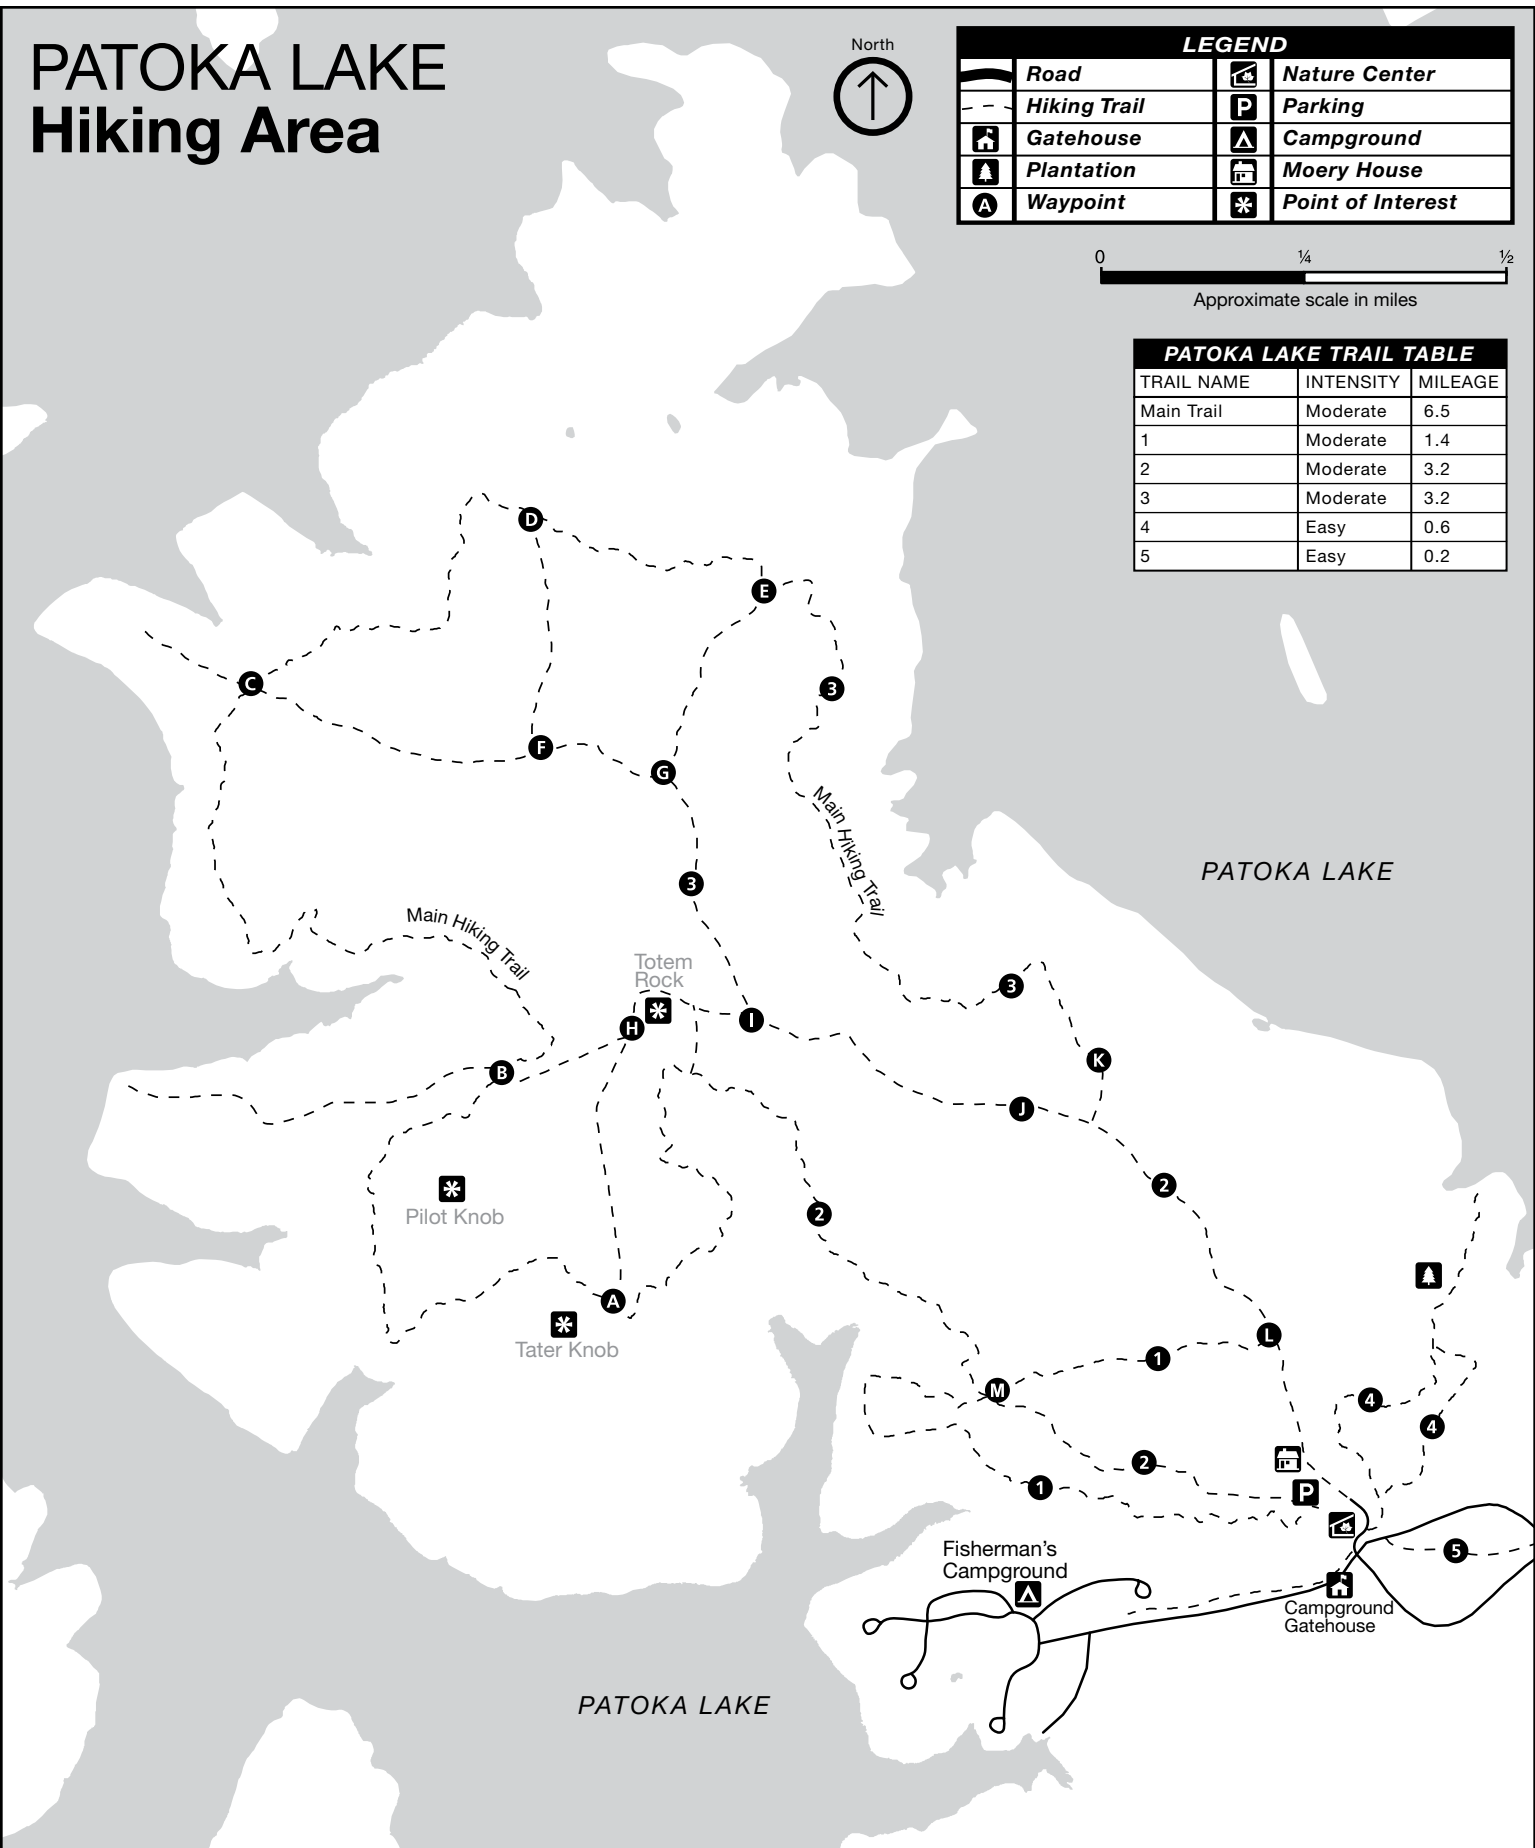 PATOKA LAKE
Hiking Area
North
LEGEND
Road
Nature Center
Hiking Trail
P
Parking
Gatehouse
Campground
Plantation
Moery House
A
Waypoint
Point of Interest
0
¼
½
Approximate scale in miles
PATOKA LAKE TRAIL TABLE
TRAIL NAME INTENSITY MILEAGE
Main Trail Moderate 6.5
1 Moderate 1.4
2 Moderate 3.2
3 Moderate 3.2
4 Easy 0.6
5 Easy 0.2
D
E
C
3
F
G
Main Hiking Trail
PATOKA LAKE
3
Main Hiking Trail
Totem
Rock
3
H
I
B
K
J
2
Pilot Knob
2
A
Tater Knob
L
1
M
4
4
2
1
P
Fisherman's
Campground
5
Campground
Gatehouse
PATOKA LAKE